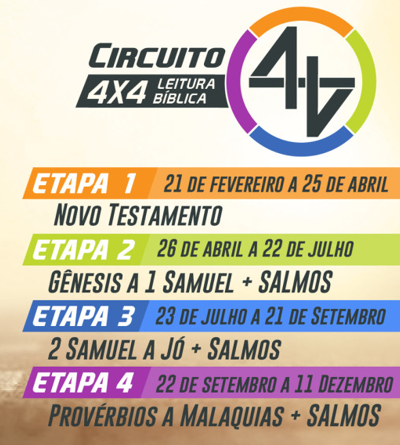 CIRCUITO
4X4 LEITURA BÍBLICA
4x4
ETAPA 1 21 DE FEVEREIRO A 25 DE ABRIL
NOVO TESTAMENTO
ETAPA 2 26 DE ABRIL A 22 DE JULHO
GÊNESIS A 1 SAMUEL + SALMOS
ETAPA 3 23 DE JULHO A 21 DE SETEMBRO
2 SAMUEL A JÓ + SALMOS
ETAPA 4 22 DE SETEMBRO A 11 DEZEMBRO
PROVÉRBIOS A MALAQUIAS + SALMOS